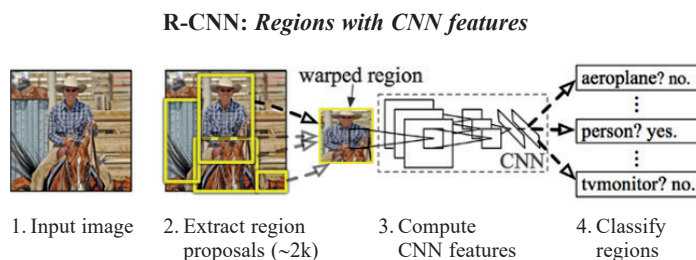 R-CNN: Regions with CNN features
warped region
aeroplane? no.
person? yes.
tvmonitor? no.
CNN
1. Input image
2. Extract region
proposals (~2k)
3. Compute
CNN features
4. Classify
regions